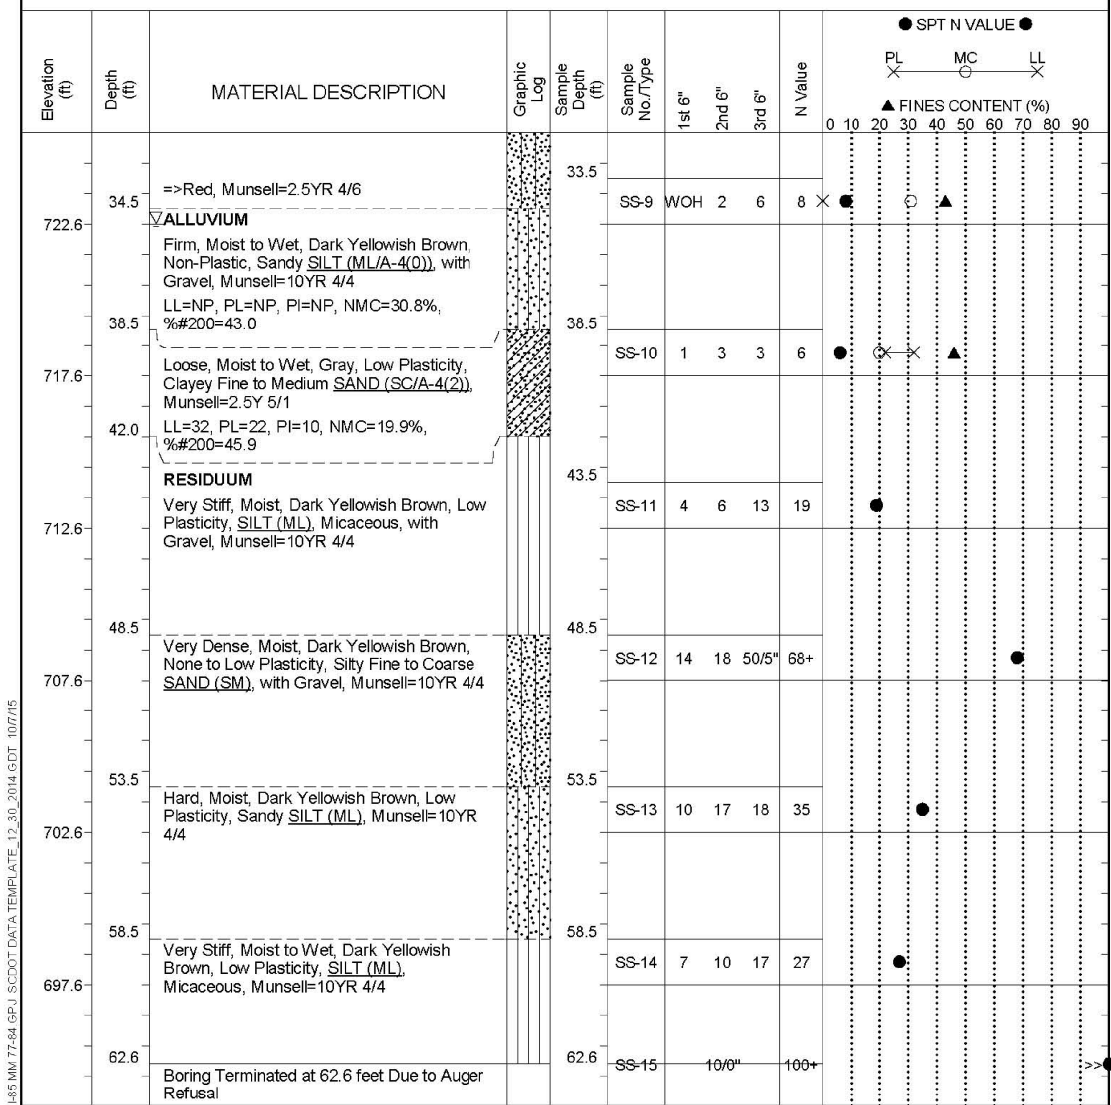 ● SPT N VALUE ●
PL MC LL
▲ FINES CONTENT (%)
0 10 20 30 40 50 60 70 80 90
Elevation (ft)
Depth (ft)
MATERIAL DESCRIPTION
Graphic Log
Sample Depth (ft)
Sample No./Type
1st 6"
2nd 6"
3rd 6"
N Value
33.5
=>Red, Munsell=2.5YR 4/6
34.5
SS-9 WOH 2 6 8
722.6
ALLUVIUM
Firm, Moist to Wet, Dark Yellowish Brown,
Non-Plastic, Sandy SILT (ML/A-4(0)), with
Gravel, Munsell=10YR 4/4
LL=NP, PL=NP, PI=NP, NMC=30.8%,
%#200=43.0
38.5
38.5
SS-10 1 3 3 6
717.6
Loose, Moist to Wet, Gray, Low Plasticity,
Clayey Fine to Medium SAND (SC/A-4(2)),
Munsell=2.5Y 5/1
LL=32, PL=22, PI=10, NMC=19.9%,
%#200=45.9
42.0
43.5
RESIDUUM
Very Stiff, Moist, Dark Yellowish Brown, Low
Plasticity, SILT (ML), Micaceous, with
Gravel, Munsell=10YR 4/4
SS-11 4 6 13 19
712.6
48.5
48.5
Very Dense, Moist, Dark Yellowish Brown,
None to Low Plasticity, Silty Fine to Coarse
SAND (SM), with Gravel, Munsell=10YR 4/4
SS-12 14 18 50/5" 68+
707.6
53.5
53.5
Hard, Moist, Dark Yellowish Brown, Low
Plasticity, Sandy SILT (ML), Munsell=10YR
4/4
SS-13 10 17 18 35
702.6
58.5
58.5
Very Stiff, Moist to Wet, Dark Yellowish
Brown, Low Plasticity, SILT (ML),
Micaceous, Munsell=10YR 4/4
SS-14 7 10 17 27
697.6
62.6
62.6
SS-15 10/0" 100+ >>
Boring Terminated at 62.6 feet Due to Auger
Refusal
I-85 MM 77-84.GPJ SCDOT DATA TEMPLATE_12_30_2014.GDT 10/7/15